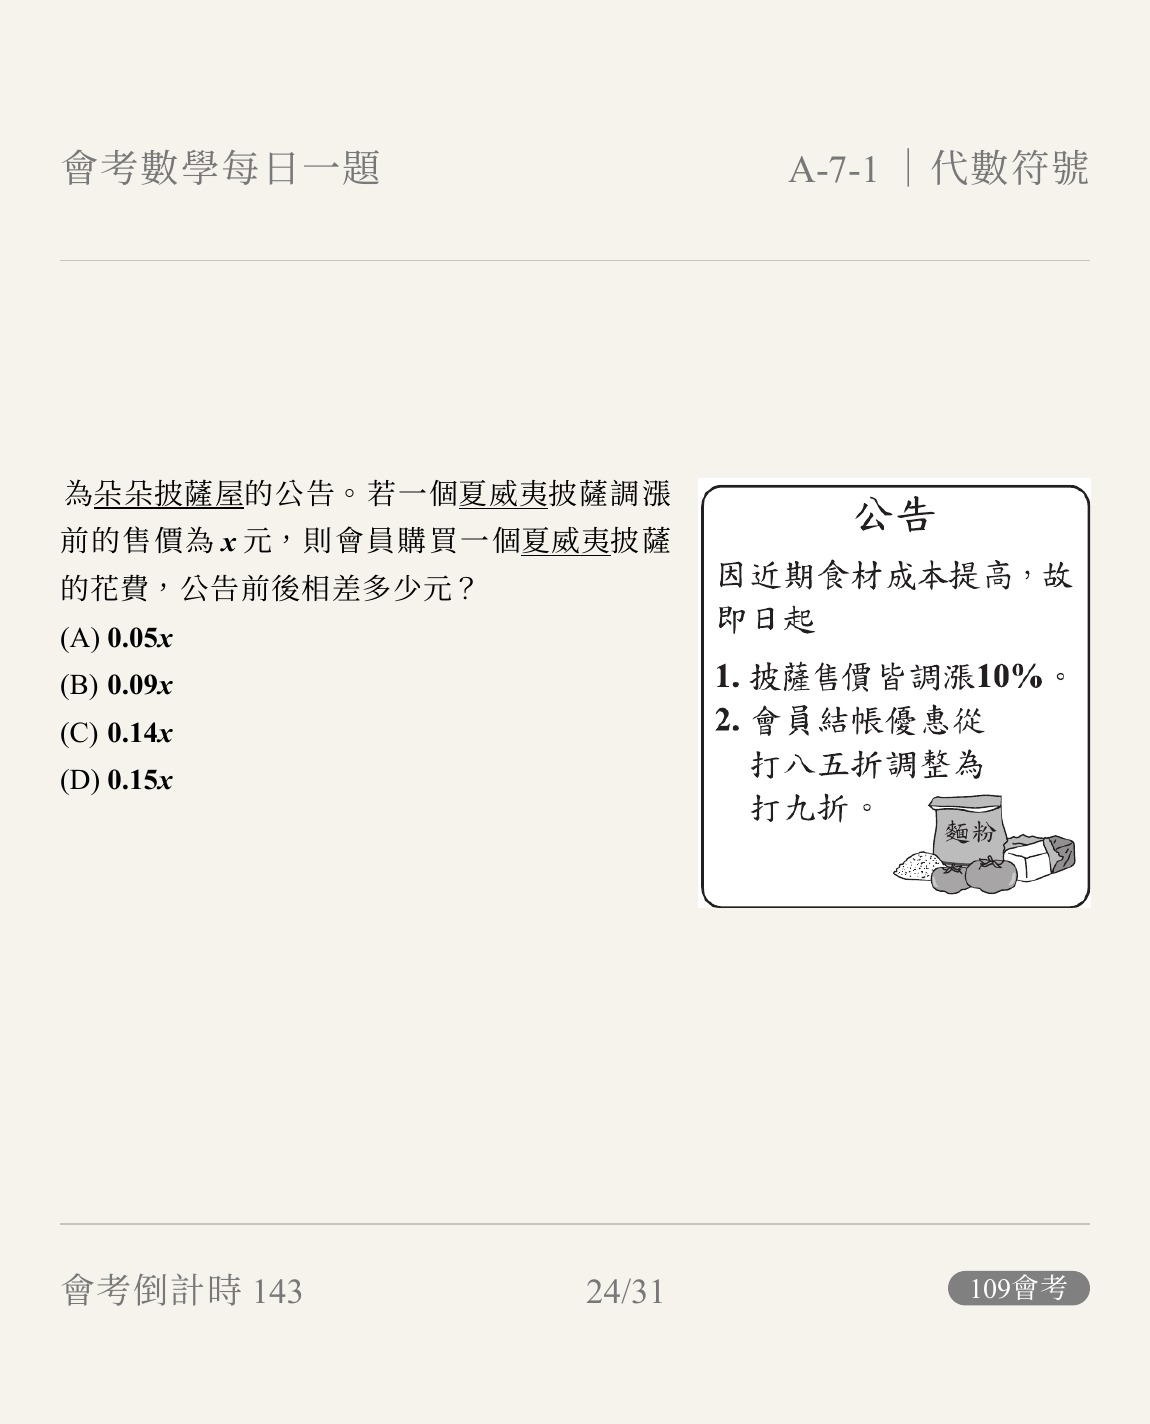 會考數學每日一題
A-7-1 ｜代數符號
為朵朵披薩屋的公告。若一個夏威夷披薩調漲
前的售價為 x 元，則會員購買一個夏威夷披薩
的花費，公告前後相差多少元？
(A) 0.05x
(B) 0.09x
(C) 0.14x
(D) 0.15x
公告
因近期食材成本提高，故
即日起
1. 披薩售價皆調漲10%。
2. 會員結帳優惠從
打八五折調整為
打九折。
麵粉
會考倒計時 143
24/31
109會考